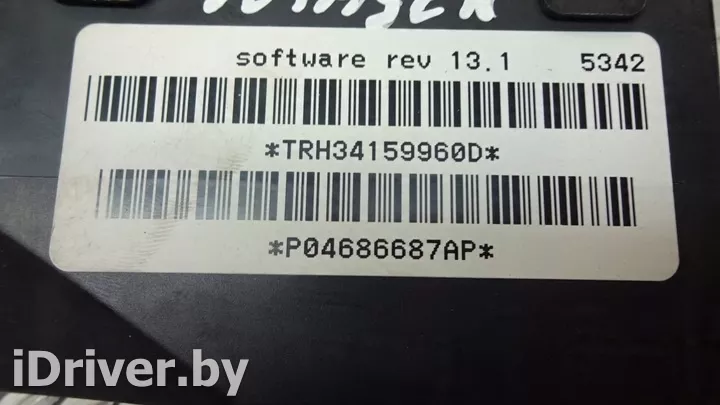 software rev 13.1 5342
*TRH34159960D*
*P04686687AP*
iDriver.by